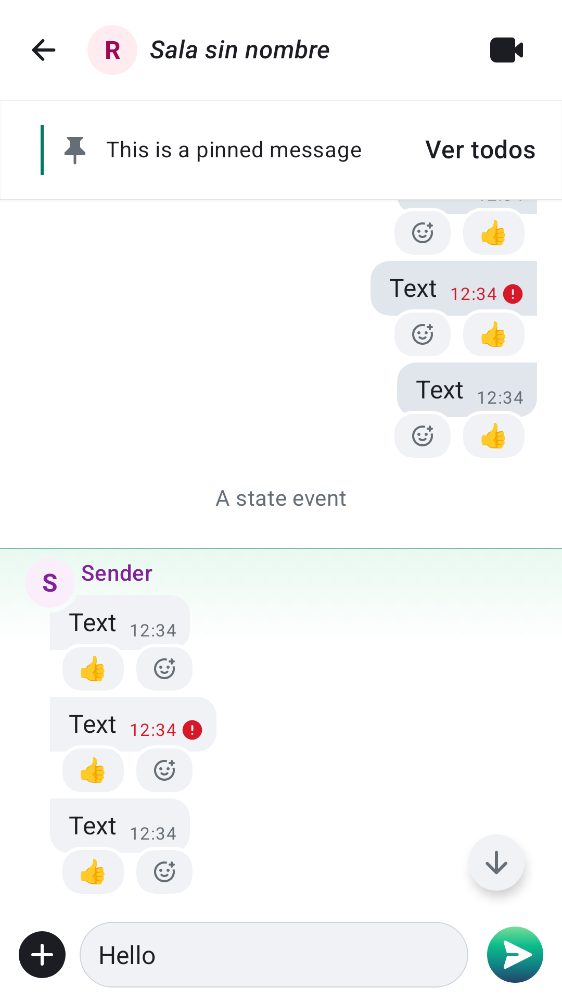 R Sala sin nombre
This is a pinned message Ver todos
Text 12:34
Text 12:34
A state event
S Sender
Text 12:34
Text 12:34
Text 12:34
Hello